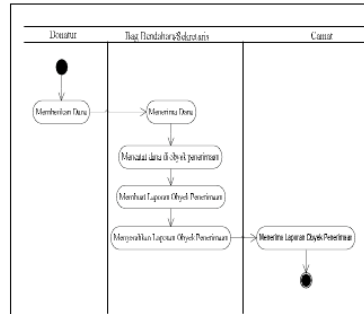 Donatur
Bag Bendahara/Sekretaris
Camat
Memberikan Dana
Menerima Dana
Mencatat dana di obyek penerimaan
Membuat Laporan Obyek Penerimaan
Menyerahkan Laporan Obyek Penerimaan
Menerima Laporan Obyek Penerimaan